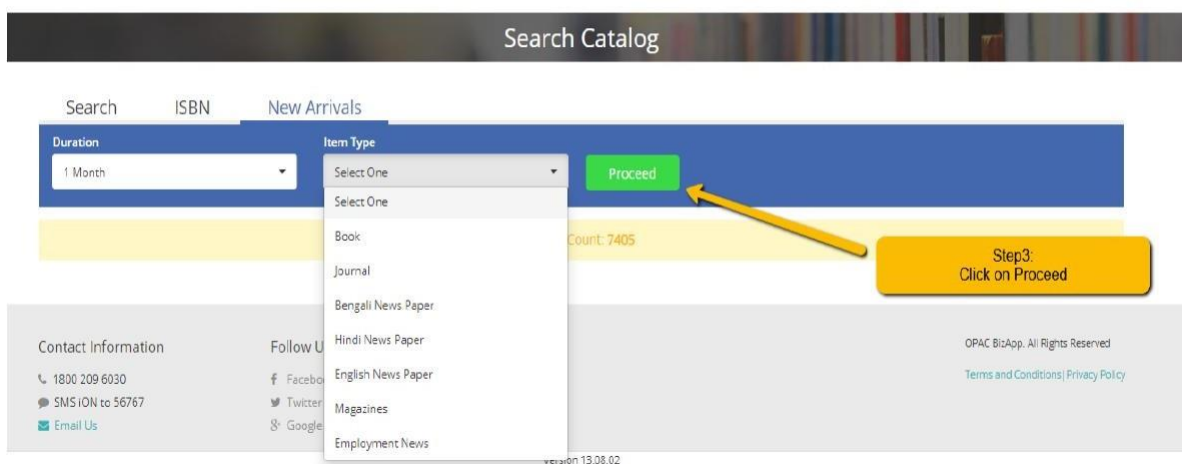 Search Catalog
Search ISBN New Arrivals
Duration Item Type
1 Month Select One Proceed
Select One
Book
Count: 7405
Step3:
Click on Proceed
Journal
Bengali News Paper
Hindi News Paper
English News Paper
Magazines
Employment News
Contact Information
1800 209 6030
SMS iON to 56767
Email Us
Follow U
Facebo
Twitter
Google
OPAC BizApp. All Rights Reserved
Terms and Conditions| Privacy Policy
Version 13.08.02